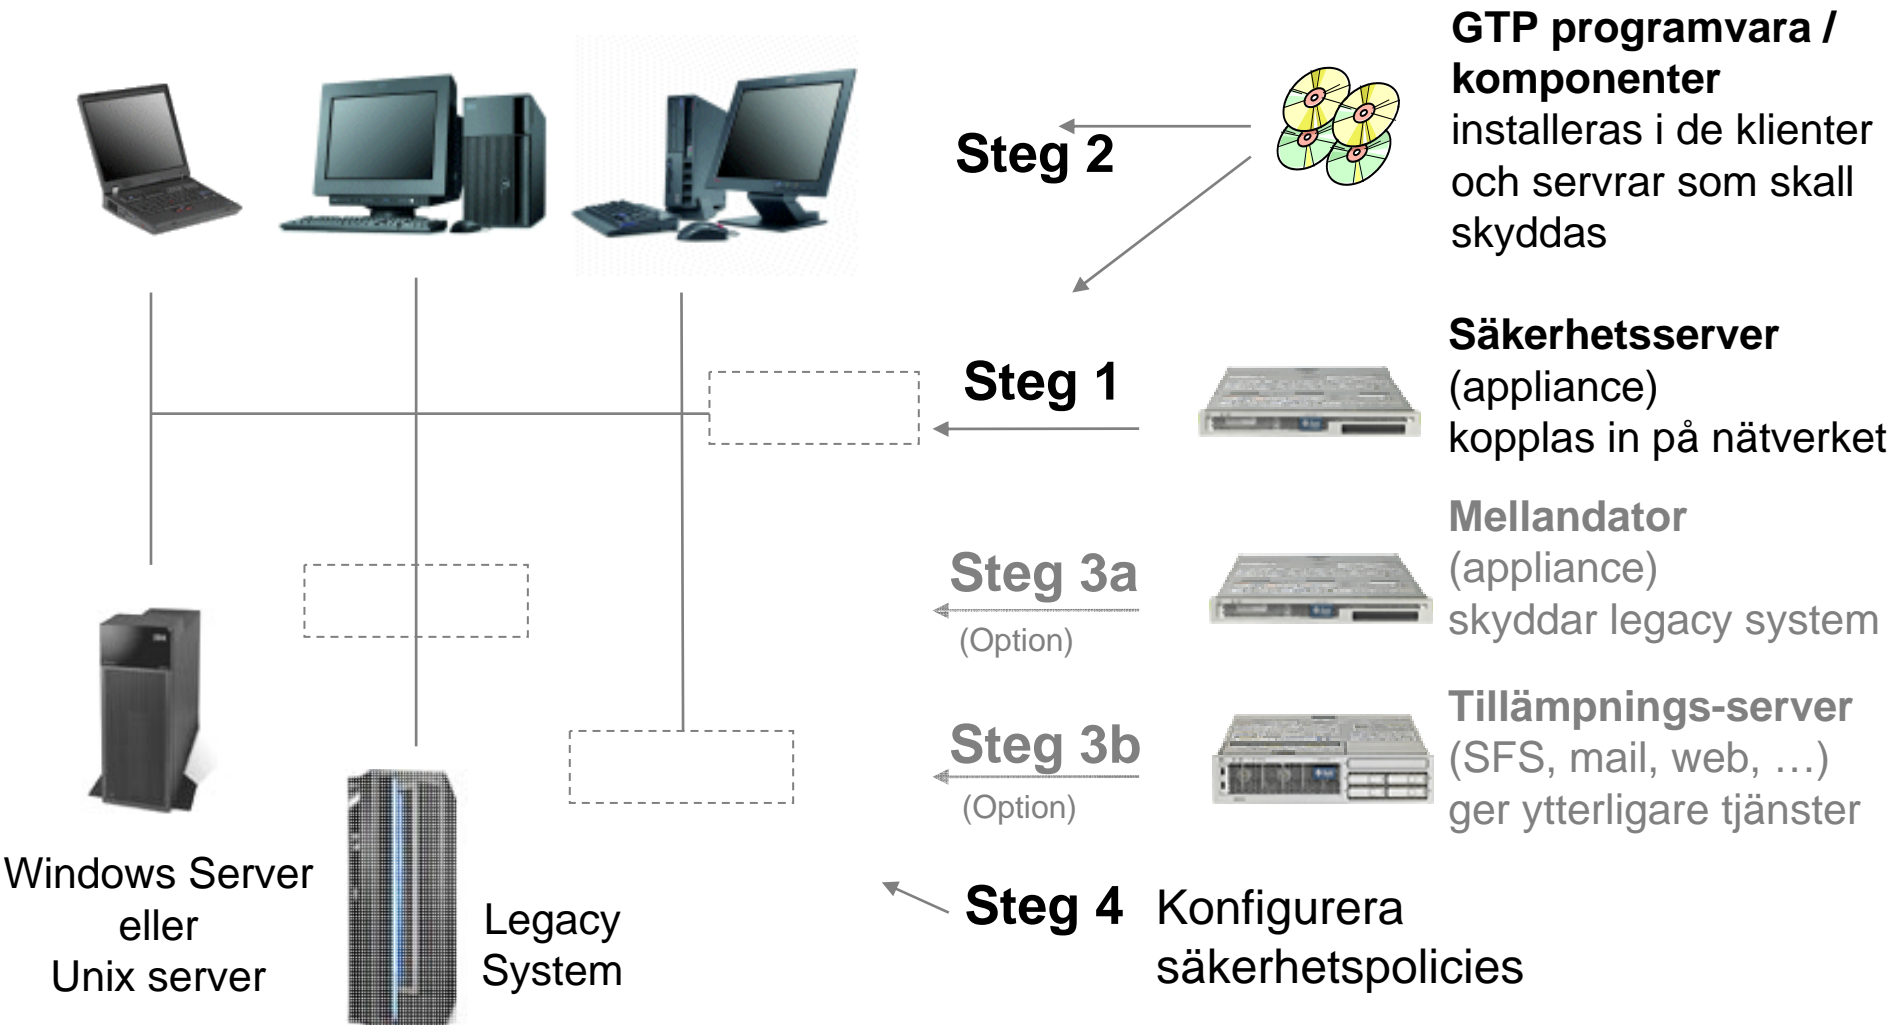 GTP programvara /
komponenter
installeras i de klienter
och servrar som skall
skyddas
Steg 2
Steg 1
Säkerhetsserver
(appliance)
kopplas in på nätverket
Steg 3a
(Option)
Mellandator
(appliance)
skyddar legacy system
Steg 3b
(Option)
Tillämpnings-server
(SFS, mail, web, …)
ger ytterligare tjänster
Steg 4
Konfigurera
säkerhetspolicies
Windows Server
eller
Unix server
Legacy
System